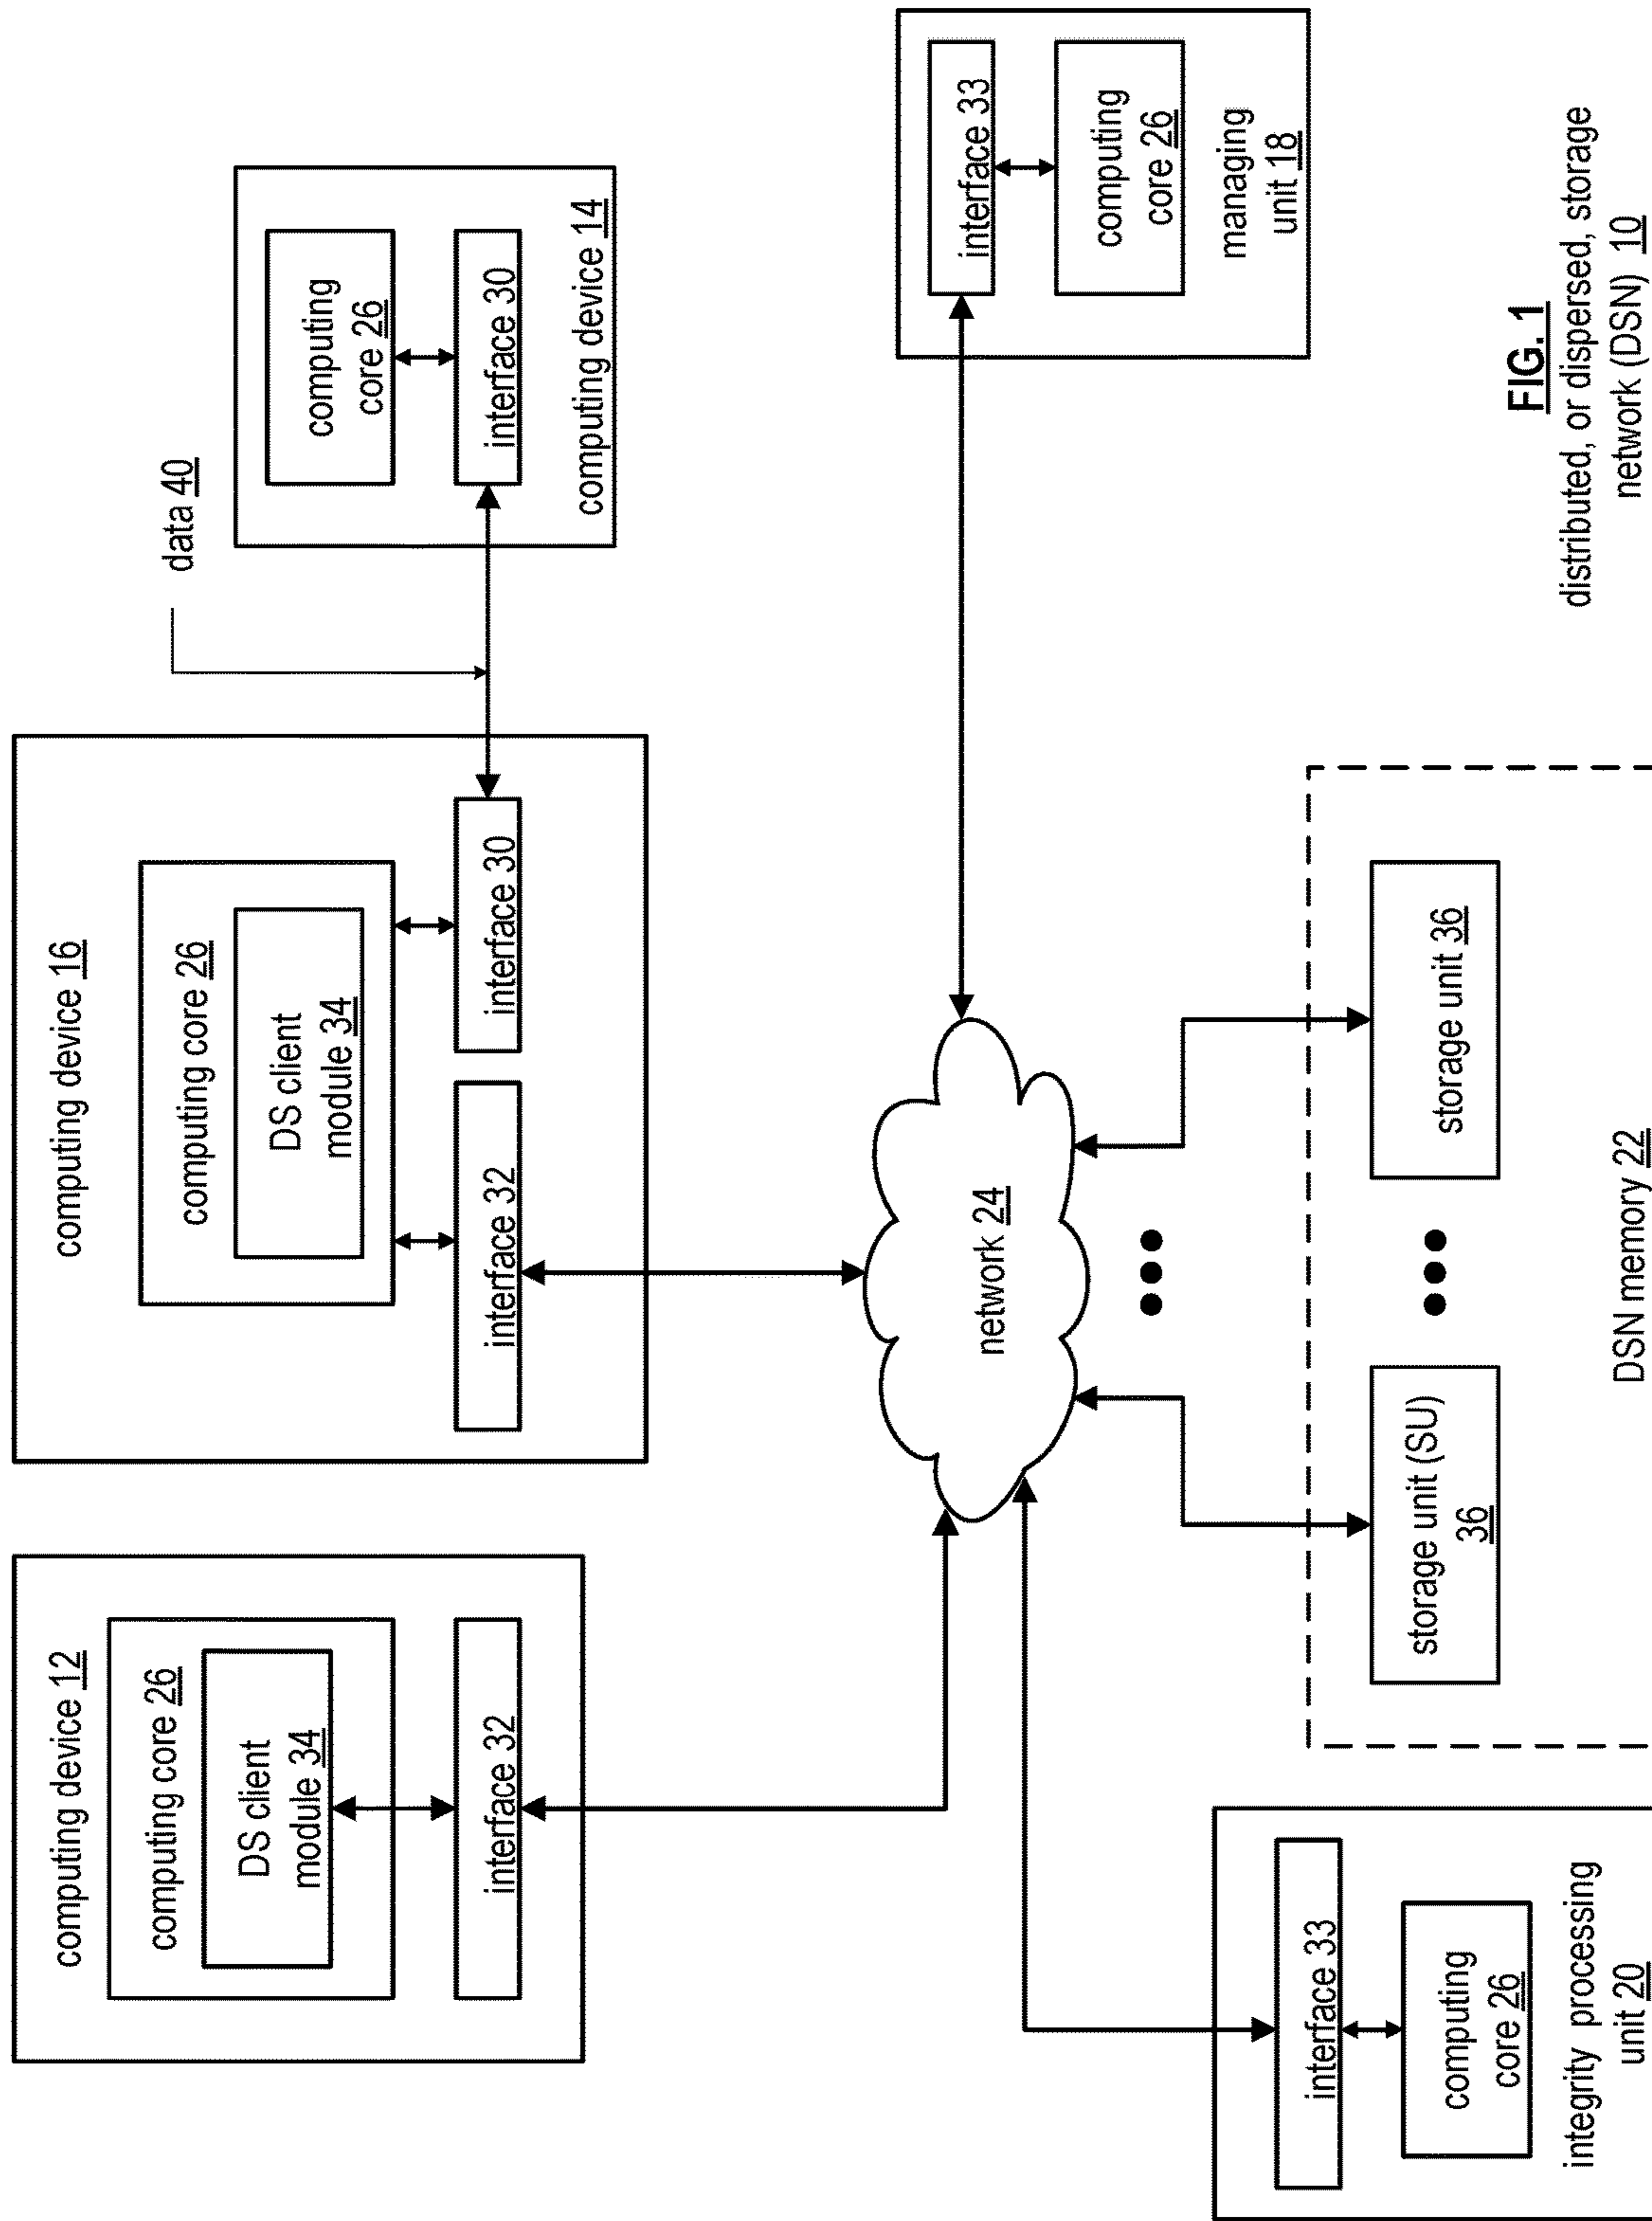 computing device 12
computing core 26
DS client
module 34
interface 32
computing device 16
computing core 26
DS client
module 34
interface 32
interface 30
data 40
computing
core 26
interface 30
computing device 14
network 24
interface 33
computing
core 26
managing
unit 18
interface 33
computing
core 26
integrity processing
unit 20
storage unit (SU)
36
storage unit 36
DSN memory 22
FIG. 1
distributed, or dispersed, storage
network (DSN) 10